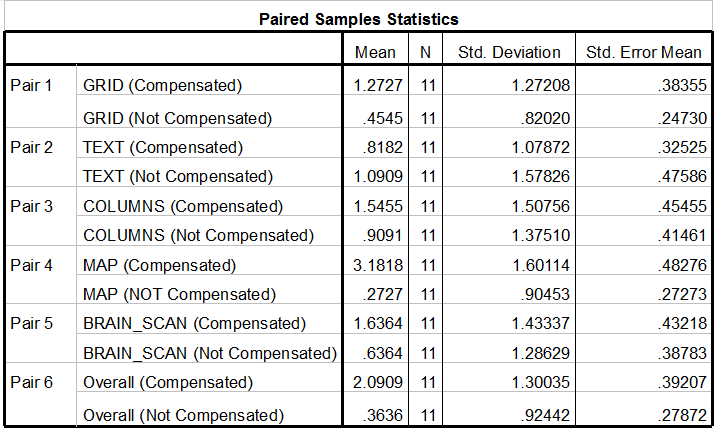 Paired Samples Statistics
Mean N Std. Deviation Std. Error Mean
Pair 1 GRID (Compensated) 1.2727 11 1.27208 .38355
GRID (Not Compensated) .4545 11 .82020 .24730
Pair 2 TEXT (Compensated) .8182 11 1.07872 .32525
TEXT (Not Compensated) 1.0909 11 1.57826 .47586
Pair 3 COLUMNS (Compensated) 1.5455 11 1.50756 .45455
COLUMNS (Not Compensated) .9091 11 1.37510 .41461
Pair 4 MAP (Compensated) 3.1818 11 1.60114 .48276
MAP (NOT Compensated) .2727 11 .90453 .27273
Pair 5 BRAIN_SCAN (Compensated) 1.6364 11 1.43337 .43218
BRAIN_SCAN (Not Compensated) .6364 11 1.28629 .38783
Pair 6 Overall (Compensated) 2.0909 11 1.30035 .39207
Overall (Not Compensated) .3636 11 .92442 .27872